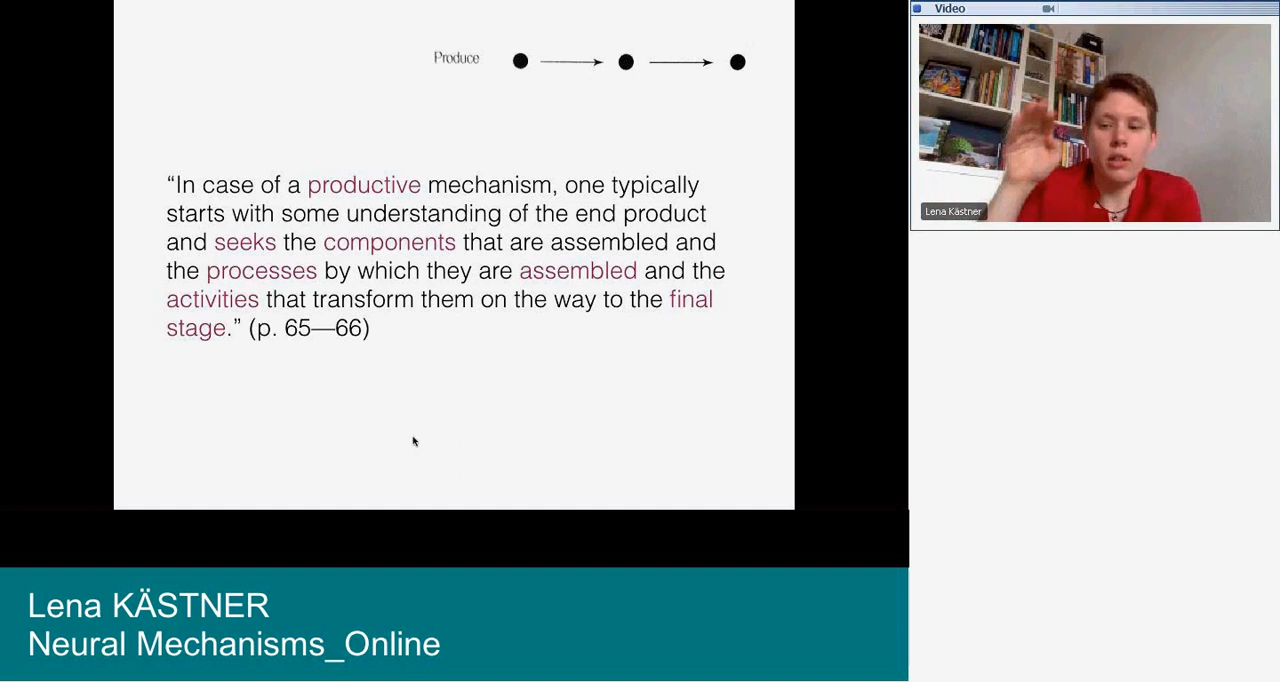 Produce
“In case of a productive mechanism, one typically
starts with some understanding of the end product
and seeks the components that are assembled and
the processes by which they are assembled and the
activities that transform them on the way to the final
stage.” (p. 65—66)
Video
Lena Kästner
Lena KÄSTNER
Neural Mechanisms_Online